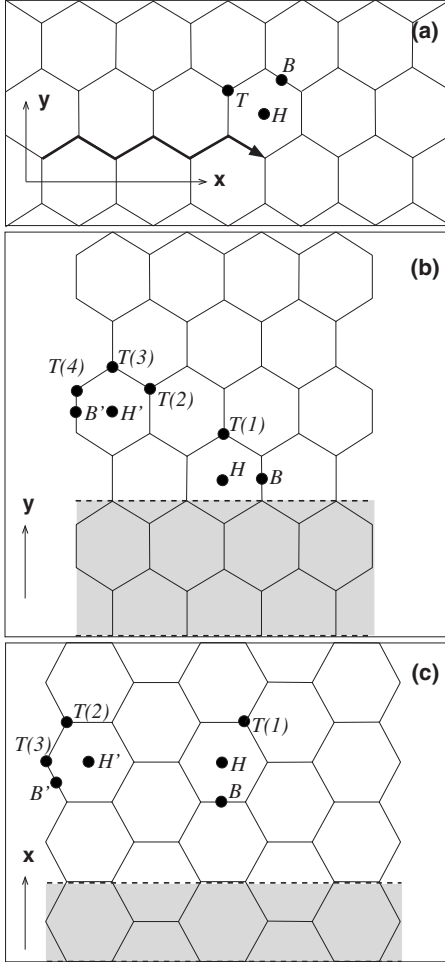 (a)
B
y
T
H
x
(b)
T(3)
T(4)
T(2)
B' H'
T(1)
H B
y
(c)
T(2)
T(1)
T(3)
H'
H
B'
B
x